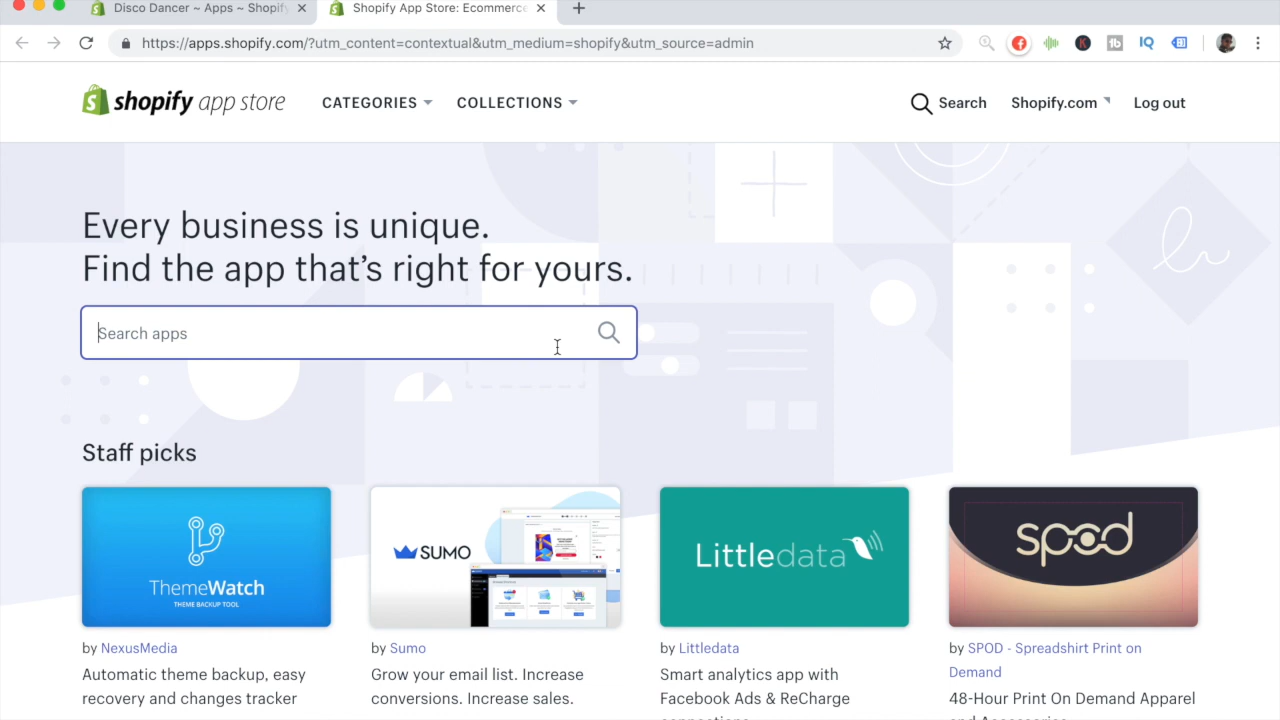 Disco Dancer ~ Apps ~ Shopify
Shopify App Store: Ecommerce
https://apps.shopify.com/?utm_content=contextual&utm_medium=shopify&utm_source=admin
shopify app store
CATEGORIES
COLLECTIONS
Search
Shopify.com
Log out
Every business is unique.
Find the app that's right for yours.
Search apps
Staff picks
ThemeWatch
THEME BACKUP TOOL
SUMO
Littledata
spod
by NexusMedia
Automatic theme backup, easy
recovery and changes tracker
by Sumo
Grow your email list. Increase
conversions. Increase sales.
by Littledata
Smart analytics app with
Facebook Ads & ReCharge
by SPOD - Spreadshirt Print on
Demand
48-Hour Print On Demand Apparel